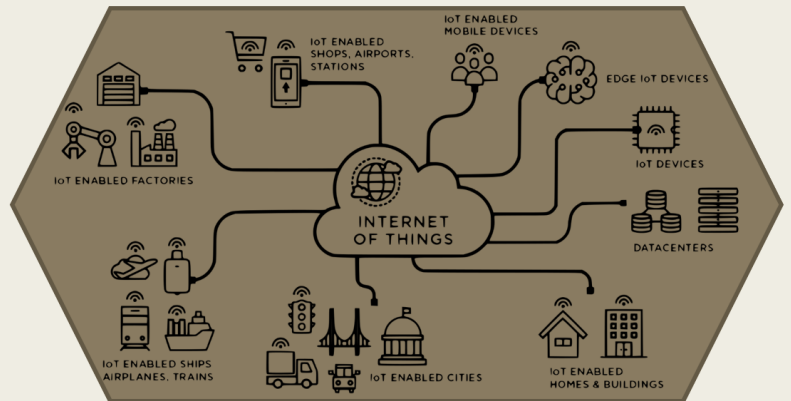 IoT ENABLED
SHOPS, AIRPORTS,
STATIONS
IoT ENABLED
MOBILE DEVICES
EDGE IoT DEVICES
IoT DEVICES
IoT ENABLED FACTORIES
INTERNET
OF THINGS
DATACENTERS
IoT ENABLED SHIPS
AIRPLANES, TRAINS
IoT ENABLED CITIES
IoT ENABLED
HOMES & BUILDINGS